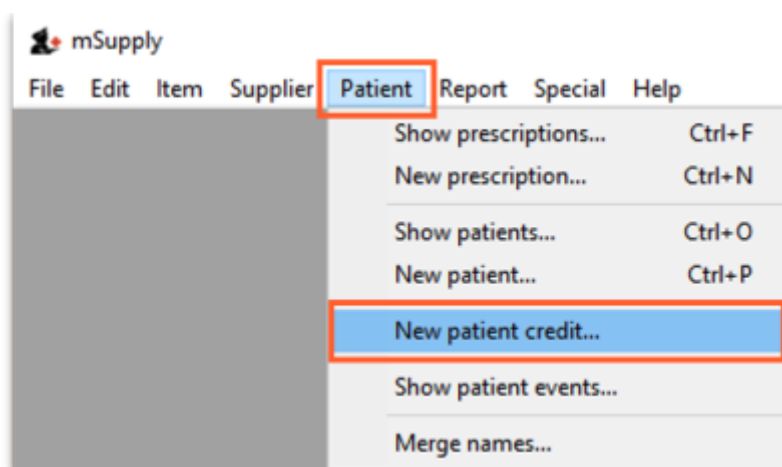 mSupply
File Edit Item Supplier Patient Report Special Help
Show prescriptions... Ctrl+F
New prescription... Ctrl+N
Show patients... Ctrl+O
New patient... Ctrl+P
New patient credit...
Show patient events...
Merge names...